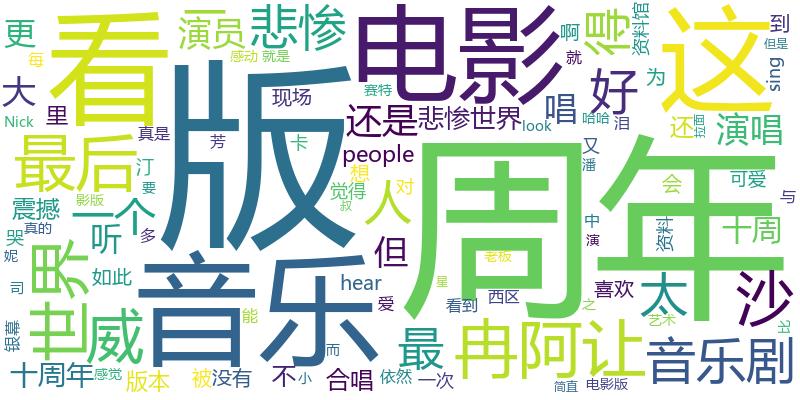 更
看
演员
感动
就是
悲惨
电影
得
资料馆
这
到
但是
每
大
里
Nick
版
现场
赛特
还是
悲惨世界
look
唱
啊
就
好
哈哈
泪
为
还
拉面
sing
演唱
最后
真是
汀
要
芳
卡
people
想
觉得
叔
对
人
周年
又
潘
会
可爱
与
震撼
影版
一个
哭
真的
听
多
但
中
演
资料
十周
妮
世界
如此
音乐
hear
爱
老板
星
看到
西区
喜欢
之
太
沙
艺术
比
司
银幕
威
能
而
最
冉阿让
音乐剧
十周年
感觉
版本
被
没有
不
小
合唱
依然
一次
简直
电影版